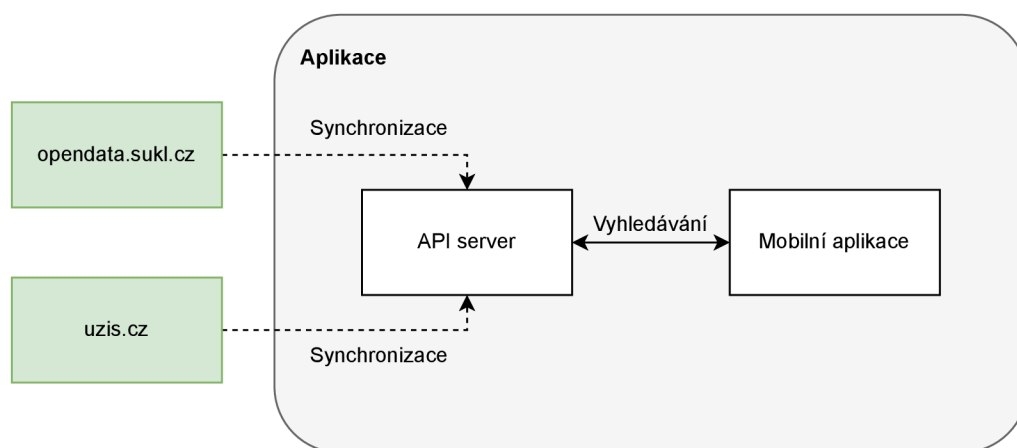 Aplikace
Synchronizace
opendata.sukl.cz
Vyhledávání
API server
Mobilní aplikace
uzis.cz
Synchronizace